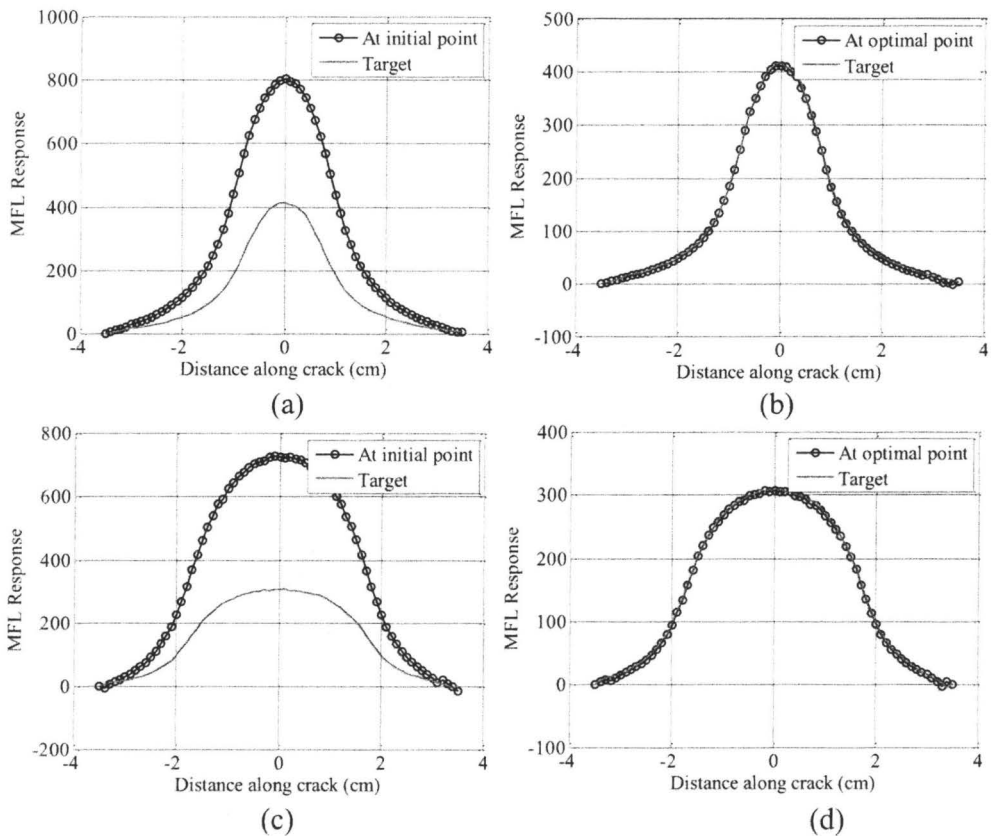 1000
800
600
400
200
0
MFL Response
At initial point
Target
-4
-2
0
2
4
Distance along crack (cm)
(a)
500
400
300
200
100
0
-100
MFL Response
At optimal point
Target
-4
-2
0
2
4
Distance along crack (cm)
(b)
800
600
400
200
0
-200
MFL Response
At initial point
Target
-4
-2
0
2
4
Distance along crack (cm)
(c)
400
300
200
100
0
-100
MFL Response
At optimal point
Target
-4
-2
0
2
4
Distance along crack (cm)
(d)